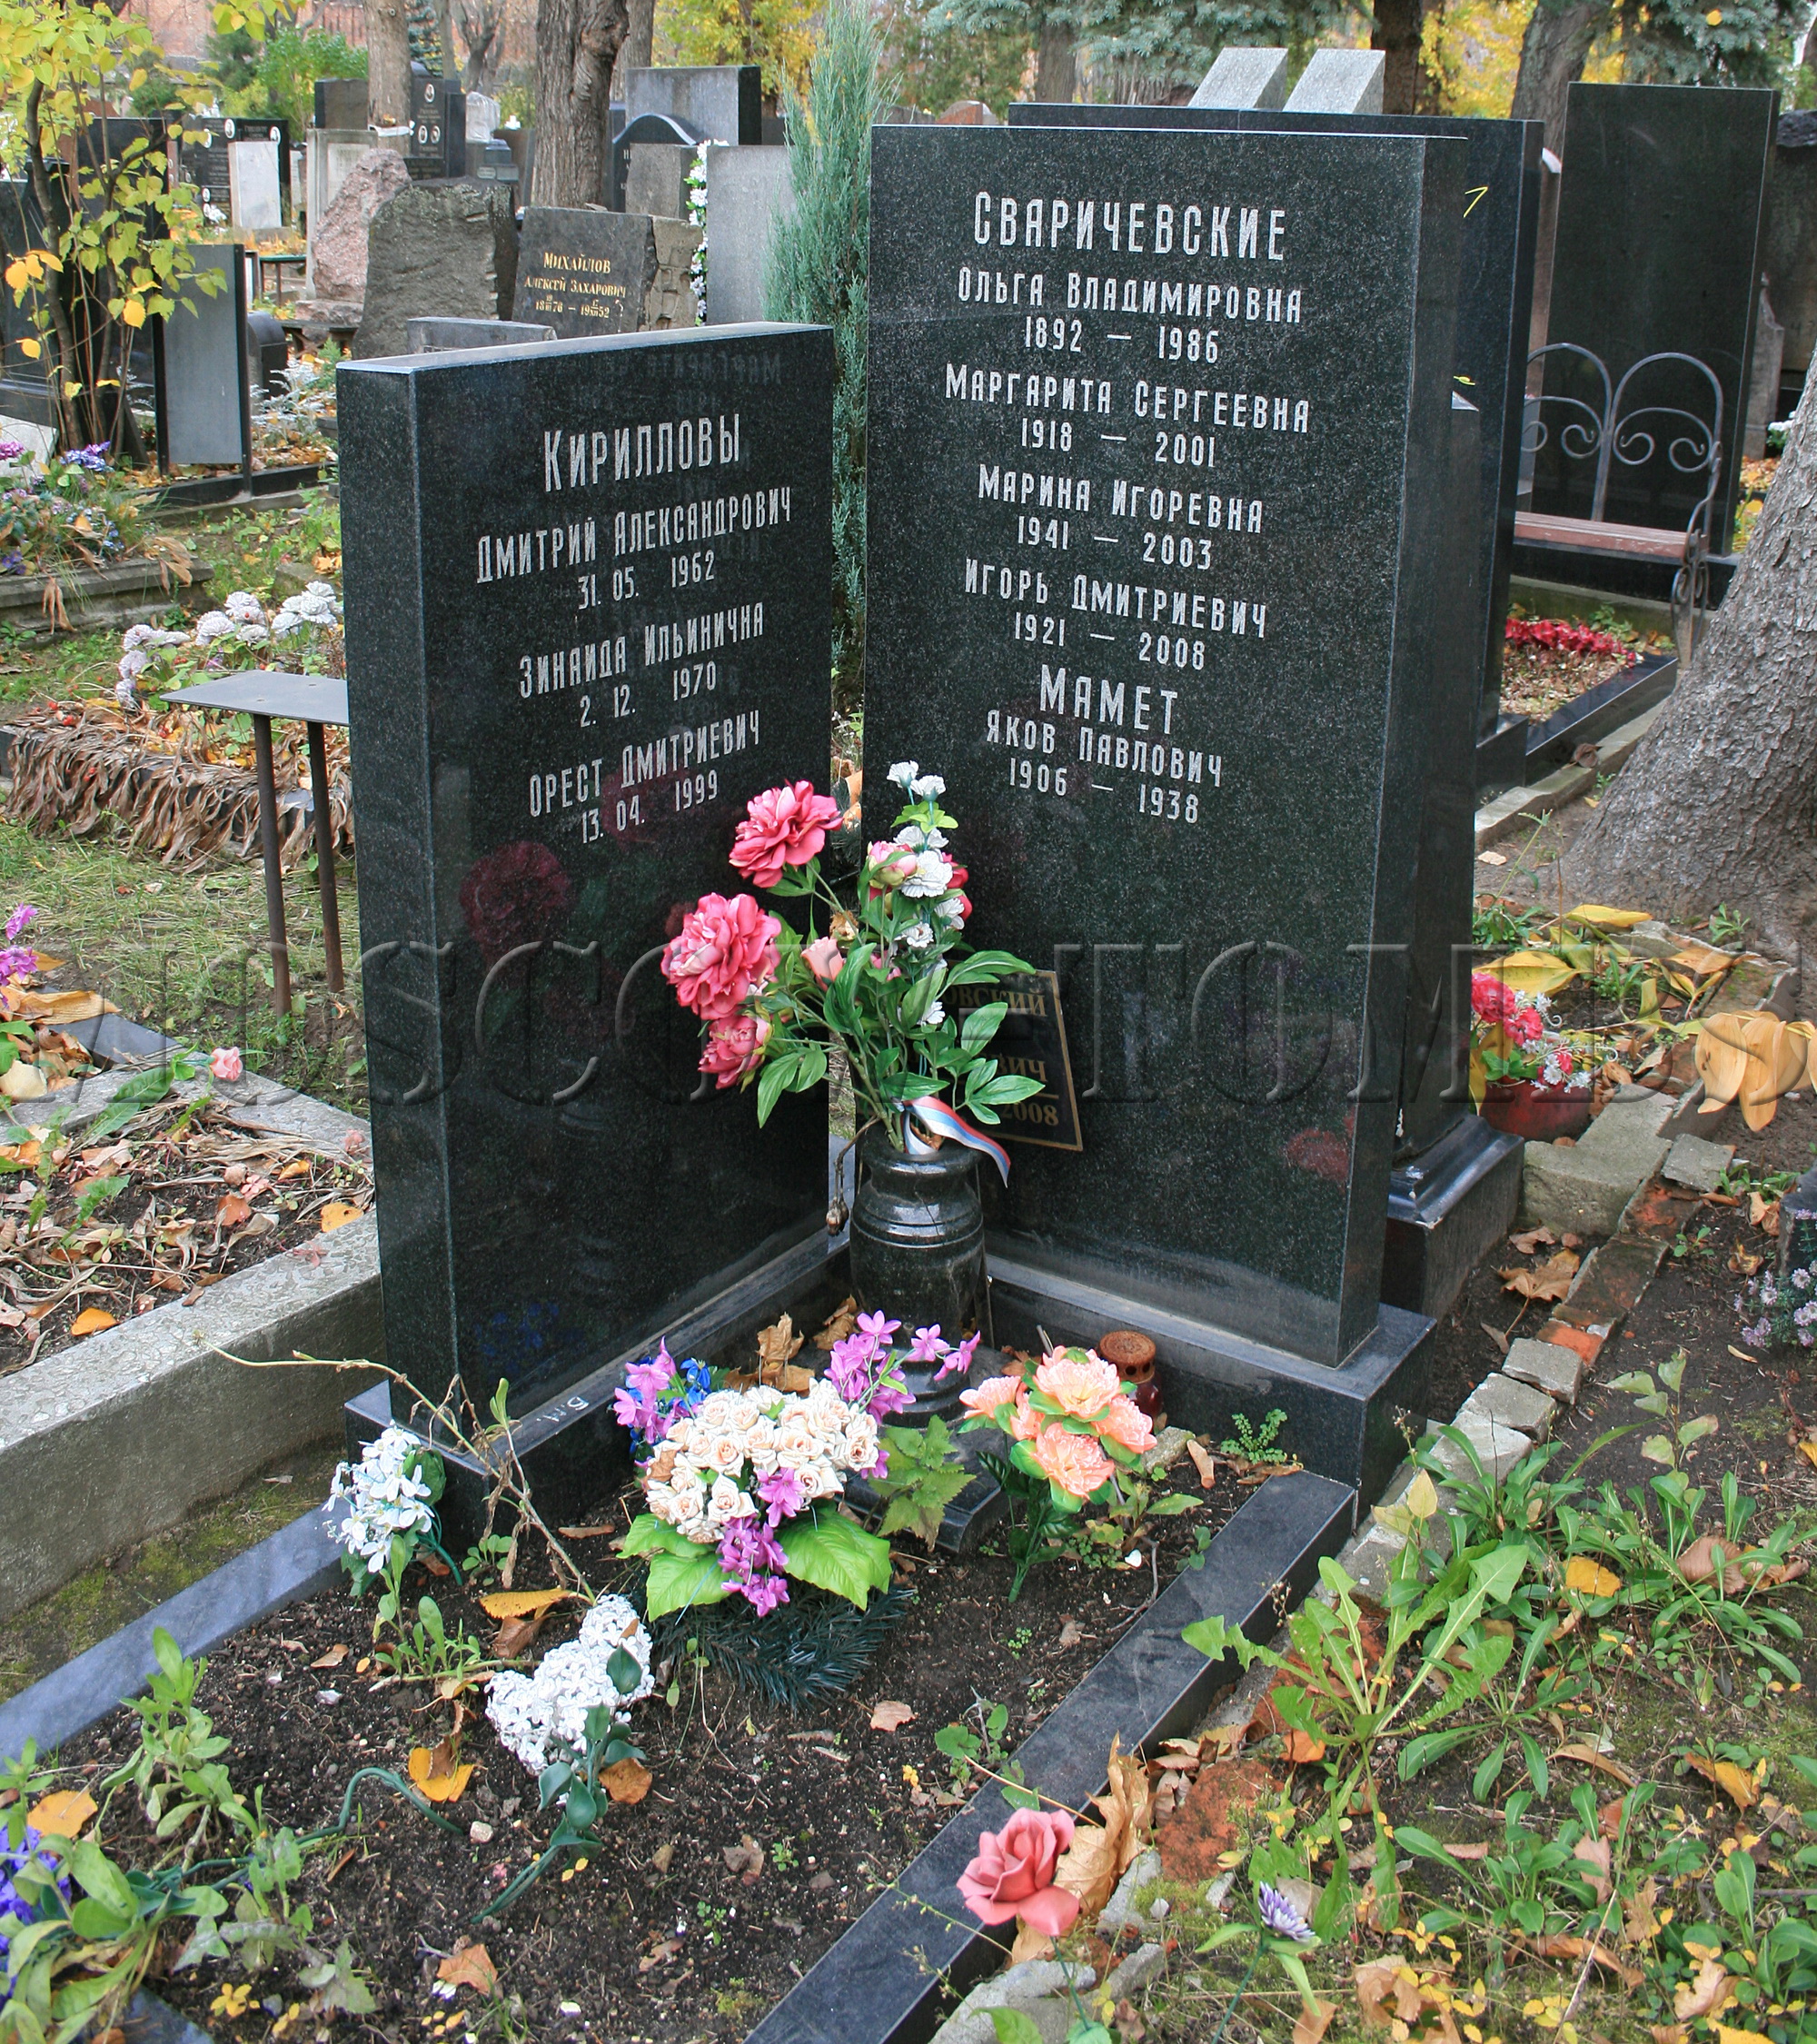 Михайлов
Алексей Захарович
Сваричевские
Ольга Владимировна
1892 — 1986
Маргарита Сергеевна
1918 — 2001
Марина Игоревна
1941 — 2003
Игорь Дмитриевич
1921 — 2008
Мамет
Яков Павлович
1906 — 1938
Кирилловы
Дмитрий Александрович
31. 05. 1962
Зинаида Ильинична
2. 12. 1970
Орест Дмитриевич
13. 04. 1999
2008